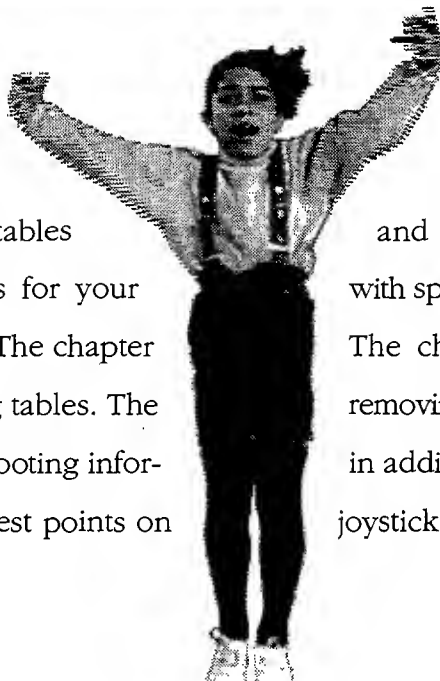 tables
s for your
The chapter
g tables. The
ooting infor-
est points on
and
with sp
The ch
removin
in addi
joystick